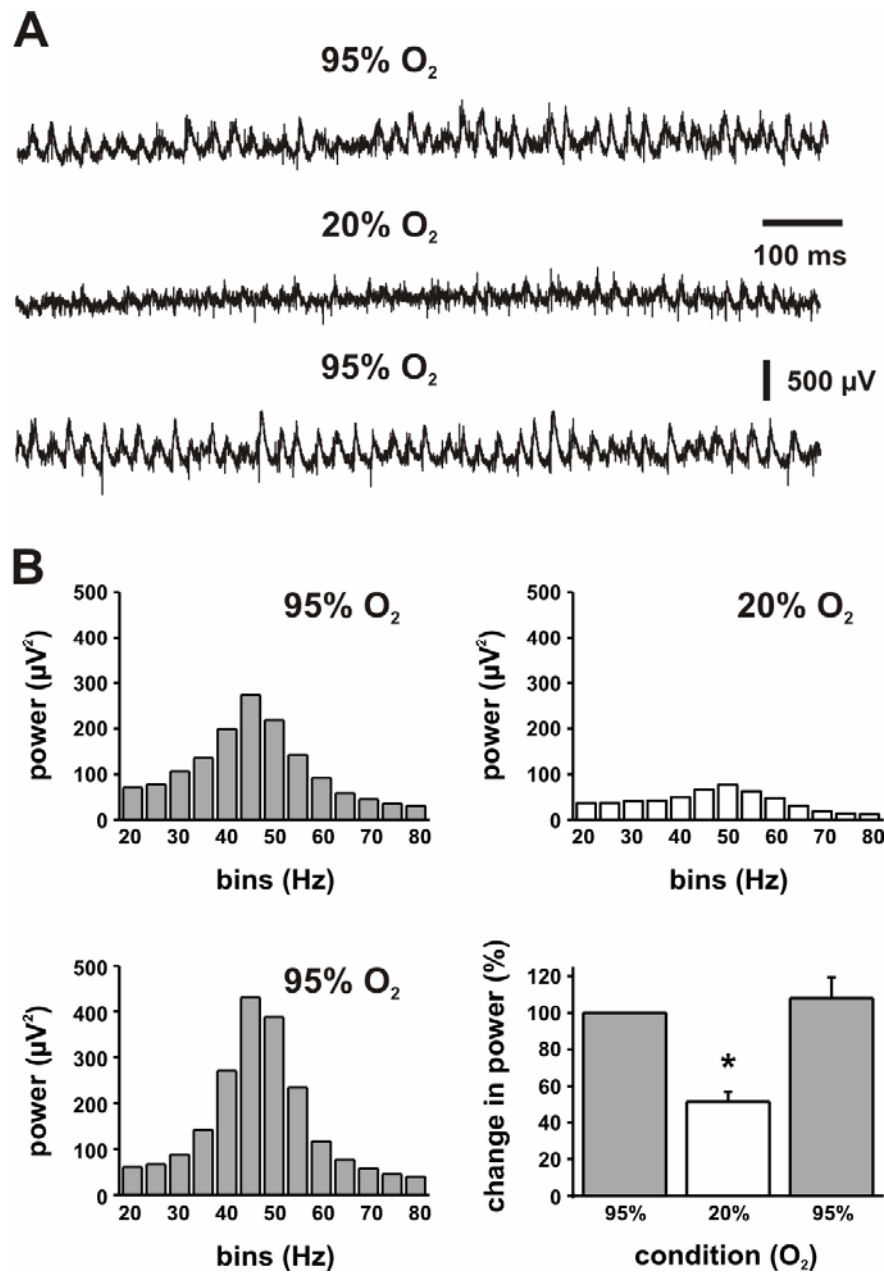 A
95% O₂
20% O₂
100 ms
95% O₂
500 µV
B
500
400
300
200
100
0
power (µV²)
95% O₂
20 30 40 50 60 70 80
bins (Hz)
500
400
300
200
100
0
power (µV²)
20% O₂
20 30 40 50 60 70 80
bins (Hz)
500
400
300
200
100
0
power (µV²)
95% O₂
20 30 40 50 60 70 80
bins (Hz)
120
100
80
60
40
20
0
change in power (%)
*
95% 20% 95%
condition (O₂)